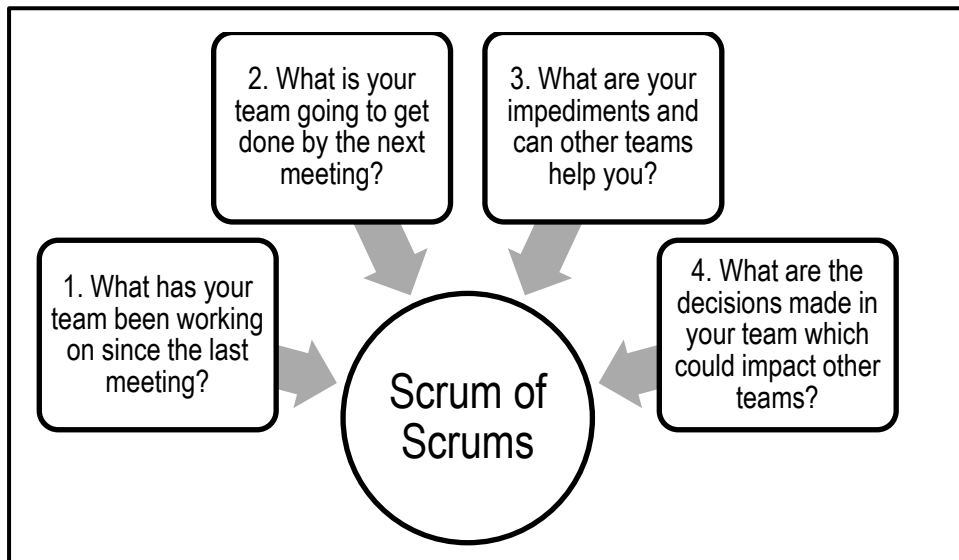 1. What has your
team been working
on since the last
meeting?
2. What is your
team going to get
done by the next
meeting?
3. What are your
impediments and
can other teams
help you?
4. What are the
decisions made in
your team which
could impact other
teams?
Scrum of
Scrums